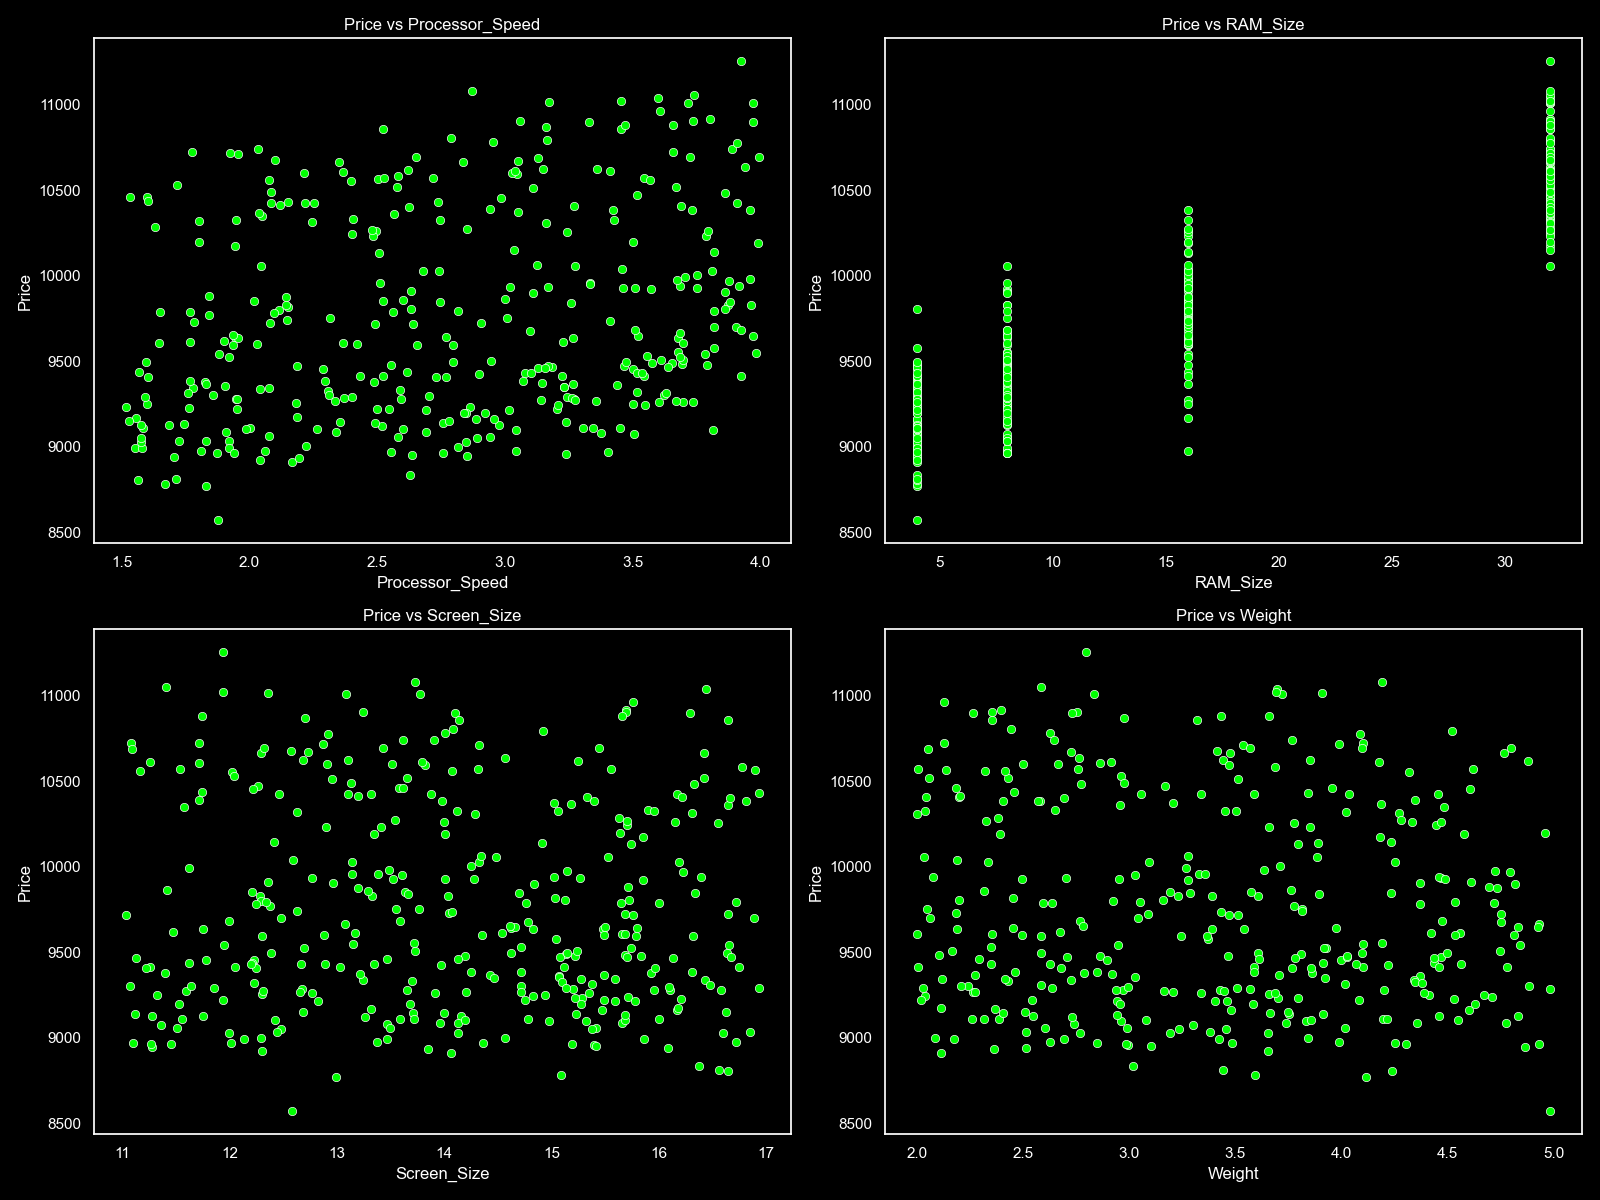 Price vs Processor_Speed
Price
11000
10500
10000
9500
9000
8500
1.5 2.0 2.5 3.0 3.5 4.0
Processor_Speed
Price vs RAM_Size
Price
11000
10500
10000
9500
9000
8500
5 10 15 20 25 30
RAM_Size
Price vs Screen_Size
Price
11000
10500
10000
9500
9000
8500
11 12 13 14 15 16 17
Screen_Size
Price vs Weight
Price
11000
10500
10000
9500
9000
8500
2.0 2.5 3.0 3.5 4.0 4.5 5.0
Weight